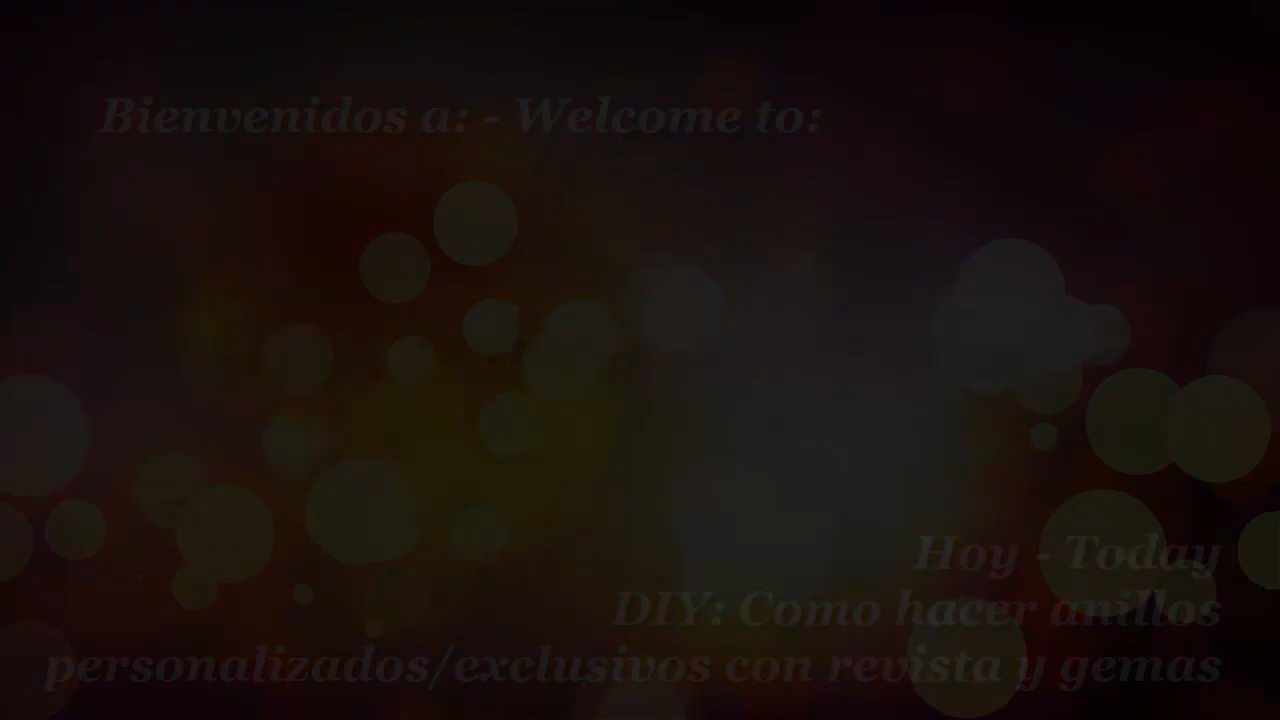 Bienvenidos a: - Welcome to:
Hoy - Today
DIY: Como hacer anillos
personalizados/exclusivos con revista y gemas